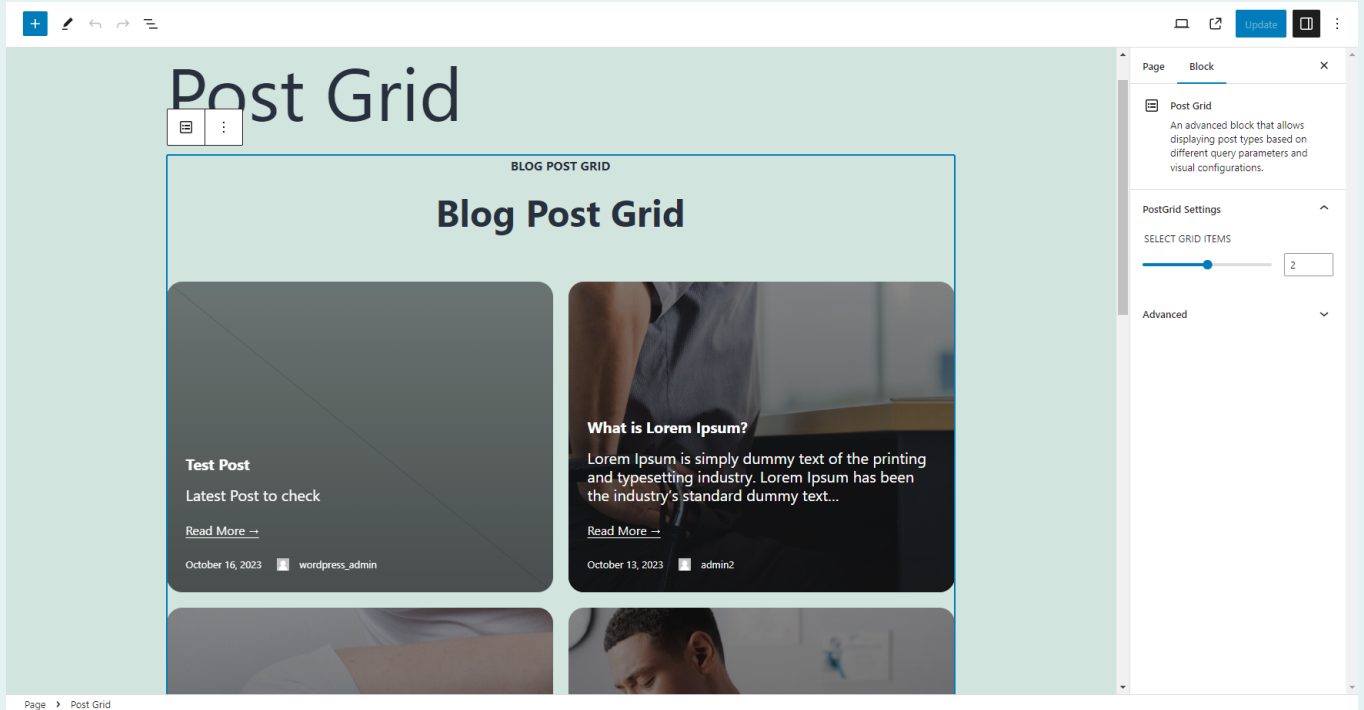 +
Update
Post Grid
BLOG POST GRID
Blog Post Grid
Test Post
Latest Post to check
Read More →
October 16, 2023 wordpress_admin
What is Lorem Ipsum?
Lorem Ipsum is simply dummy text of the printing
and typesetting industry. Lorem Ipsum has been
the industry’s standard dummy text...
Read More →
October 13, 2023 admin2
Page Block
Post Grid
An advanced block that allows
displaying post types based on
different query parameters and
visual configurations.
PostGrid Settings
SELECT GRID ITEMS
2
Advanced
Page > Post Grid